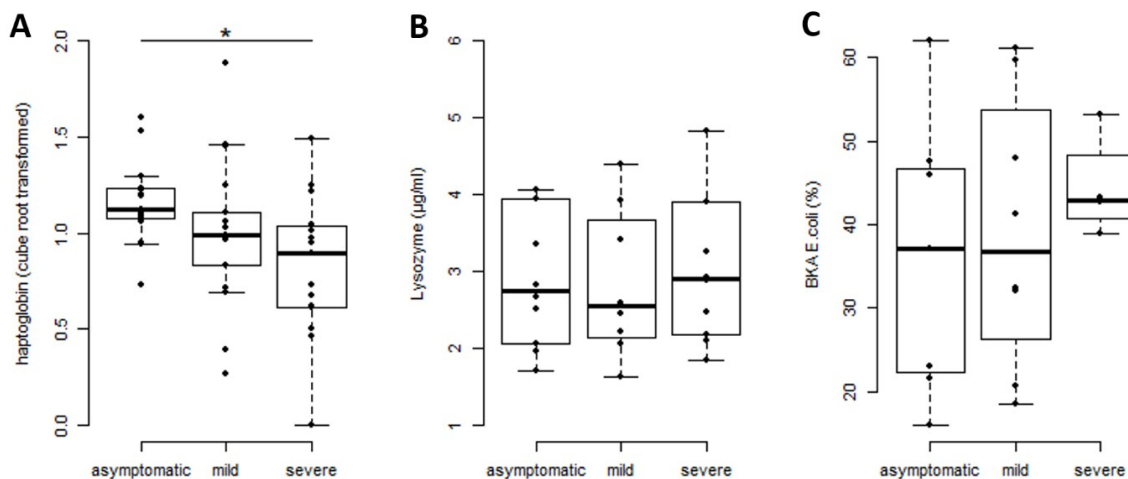 A
*
haptoglobin (cube root transformed)
2.0
1.5
1.0
0.5
0.0
asymptomatic mild severe
B
Lysozyme (µg/ml)
6
5
4
3
2
1
asymptomatic mild severe
C
BKA E.coli (%)
60
50
40
30
20
asymptomatic mild severe